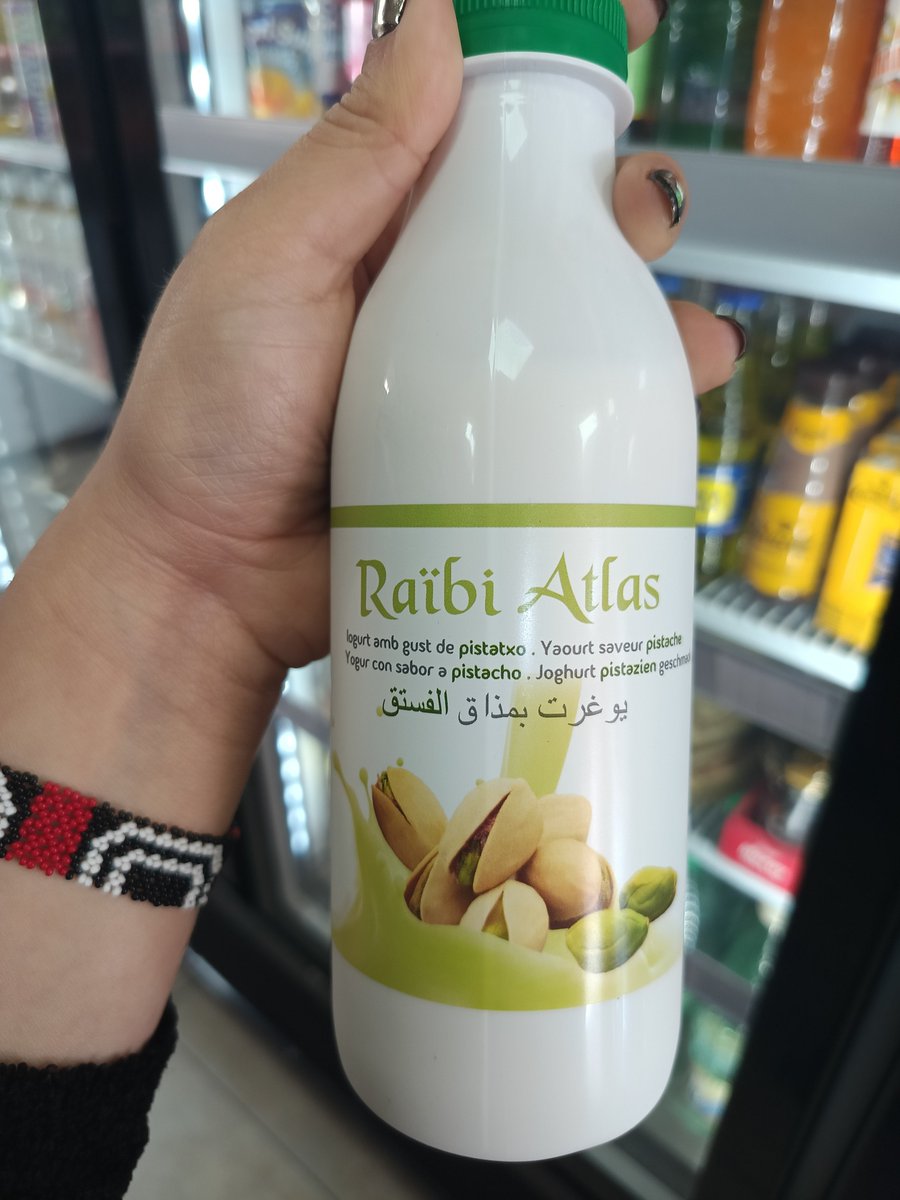 Raïbi Atlas
Iogurt amb gust de pistatxo . Yaourt saveur pistache
Yogur con sabor a pistacho . Joghurt pistazien geschmack
يوغرت بمذاق الفستق